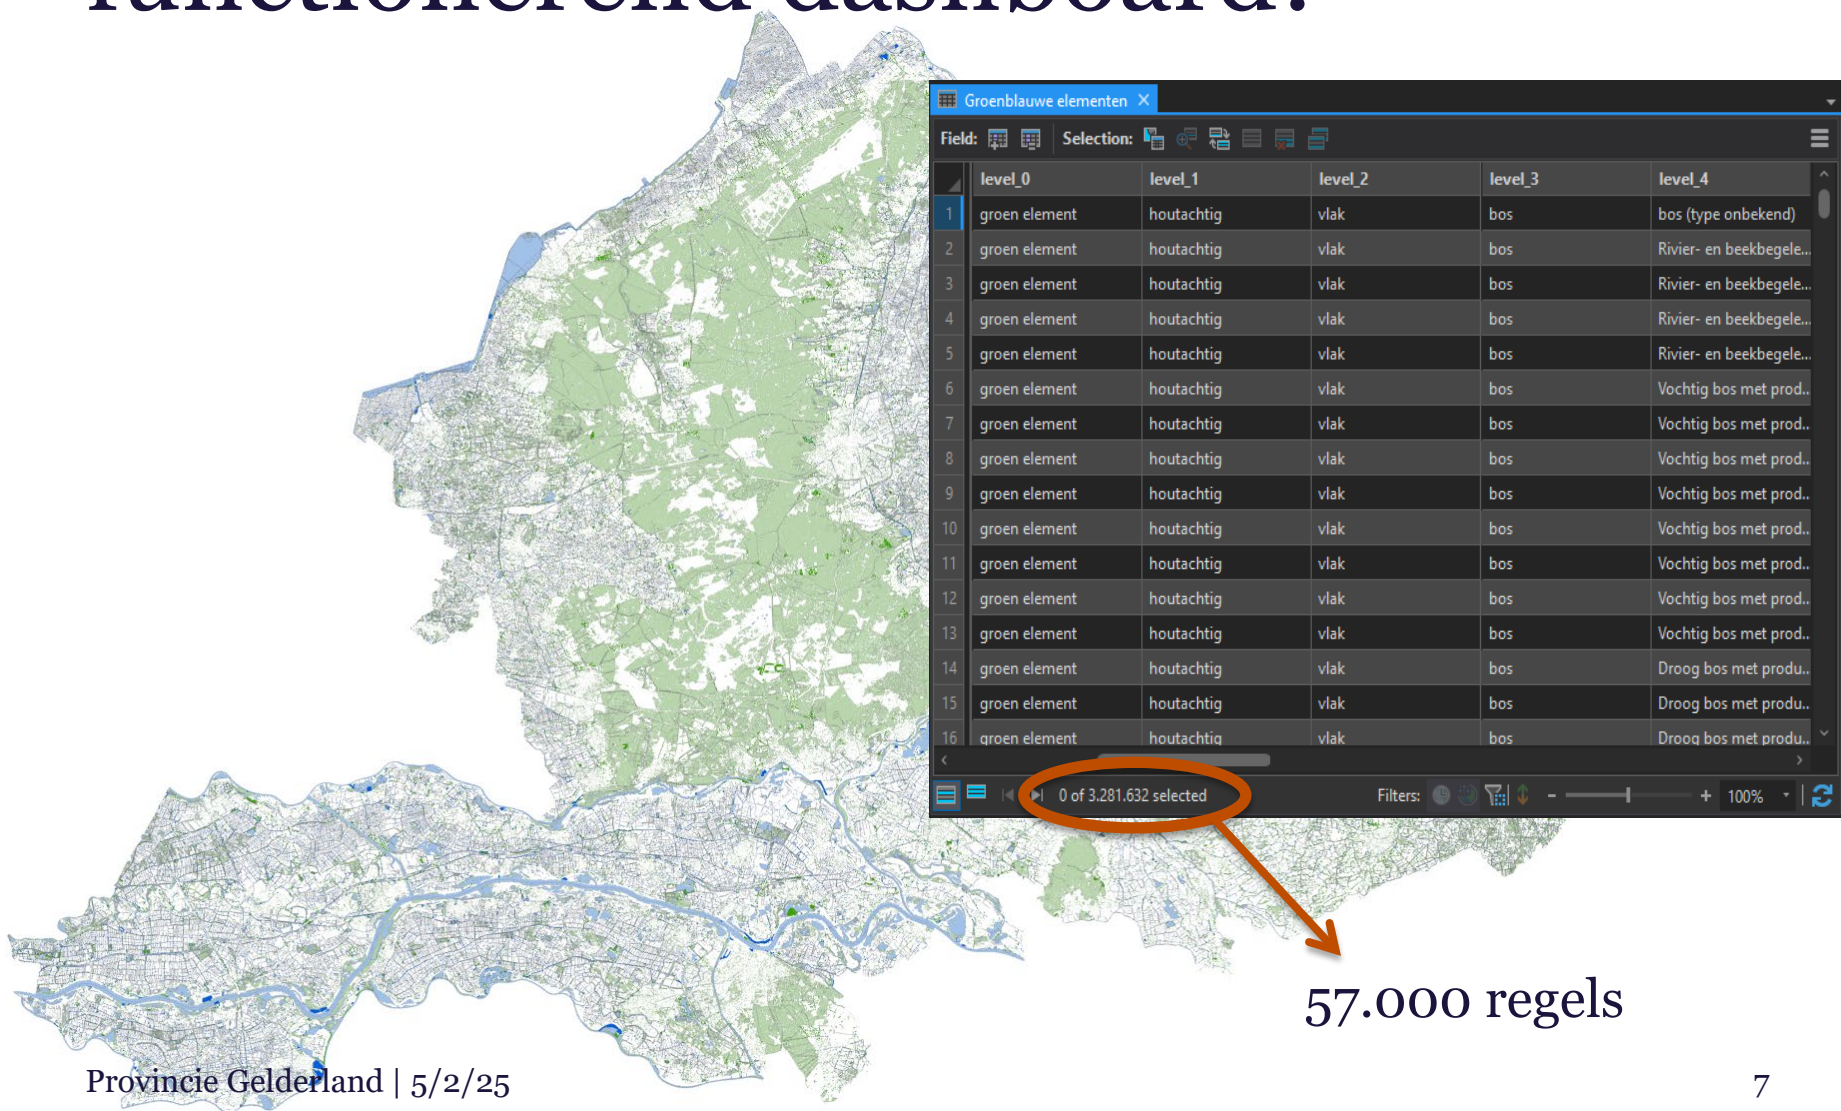 functionerend dashboard?
Groenblauwe elementen
Field: Selection:
level_0 level_1 level_2 level_3 level_4
1 groen element houtachtig vlak bos bos (type onbekend)
2 groen element houtachtig vlak bos Rivier- en beekbegele...
3 groen element houtachtig vlak bos Rivier- en beekbegele...
4 groen element houtachtig vlak bos Rivier- en beekbegele...
5 groen element houtachtig vlak bos Rivier- en beekbegele...
6 groen element houtachtig vlak bos Vochtig bos met prod...
7 groen element houtachtig vlak bos Vochtig bos met prod...
8 groen element houtachtig vlak bos Vochtig bos met prod...
9 groen element houtachtig vlak bos Vochtig bos met prod...
10 groen element houtachtig vlak bos Vochtig bos met prod...
11 groen element houtachtig vlak bos Vochtig bos met prod...
12 groen element houtachtig vlak bos Vochtig bos met prod...
13 groen element houtachtig vlak bos Vochtig bos met prod...
14 groen element houtachtig vlak bos Droog bos met produ...
15 groen element houtachtig vlak bos Droog bos met produ...
16 groen element houtachtig vlak bos Droog bos met produ...
0 of 3.281.632 selected Filters: 100%
57.000 regels
Provincie Gelderland | 5/2/25 7